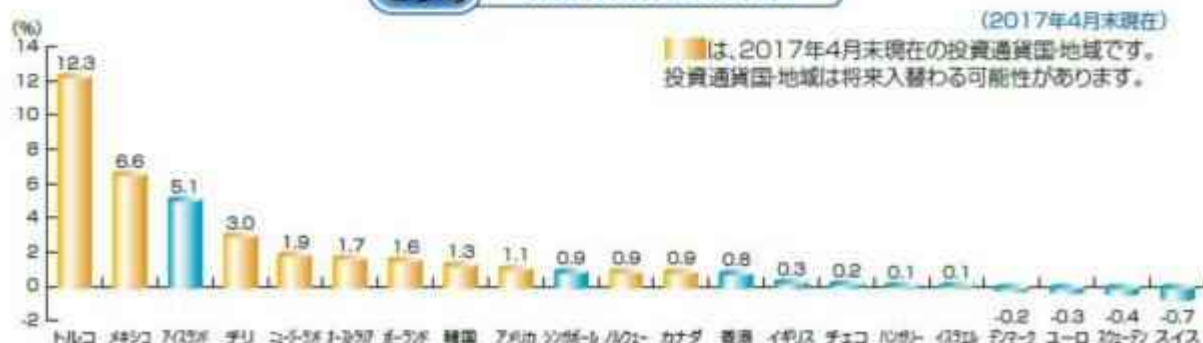 (2017年4月末現在)
は、2017年4月末現在の投資通貨国・地域です。
投資通貨国・地域は将来入替わる可能性があります。
(%)
14
12
10
8
6
4
2
0
-2
12.3 6.6 5.1 3.0 1.9 1.7 1.6 1.3 1.1 0.9 0.9 0.9 0.8 0.3 0.2 0.1 0.1 -0.2 -0.3 -0.4 -0.7
トルコ メキシコ アイスランド チリ ニュージーランド オーストラリア ポーランド 韓国 アメリカ シンガポール ノルウェー カナダ 香港 イギリス チェコ ハンガリー イスラエル デンマーク ユーロ スウェーデン スイス